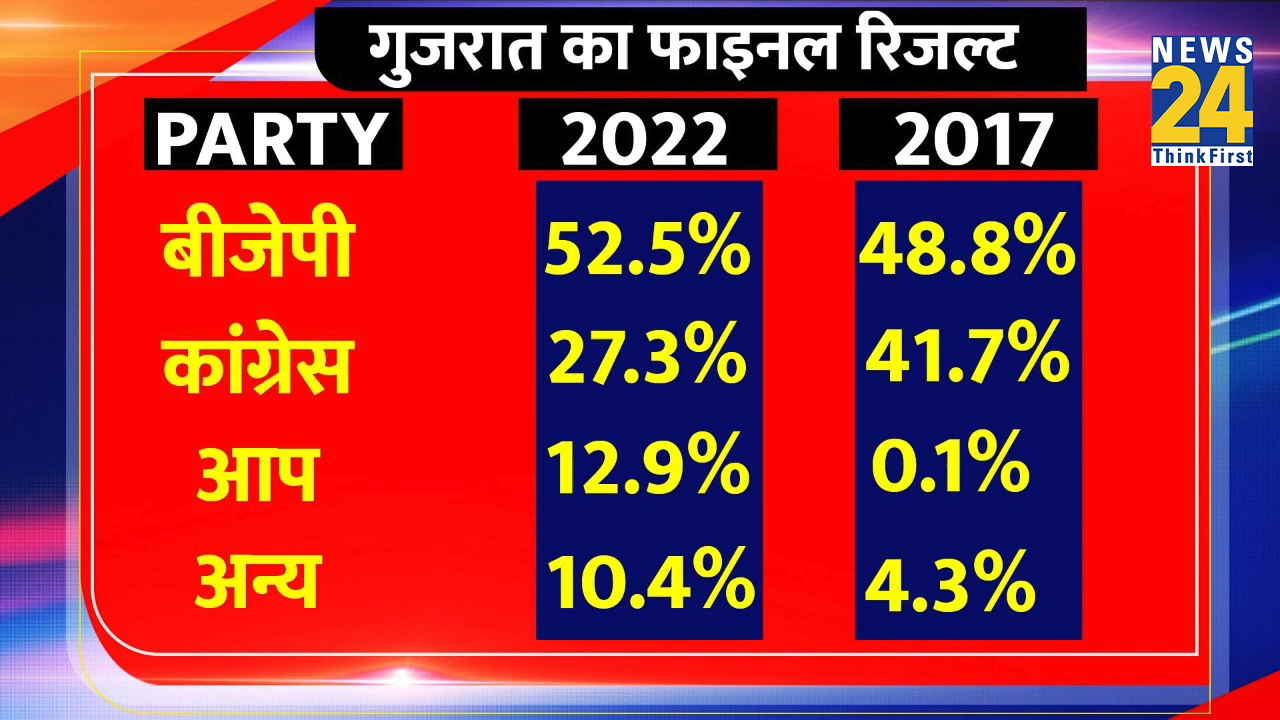 गुजरात का फाइनल रिजल्ट
NEWS
24
ThinkFirst
PARTY 2022 2017
बीजेपी 52.5% 48.8%
कांग्रेस 27.3% 41.7%
आप 12.9% 0.1%
अन्य 10.4% 4.3%